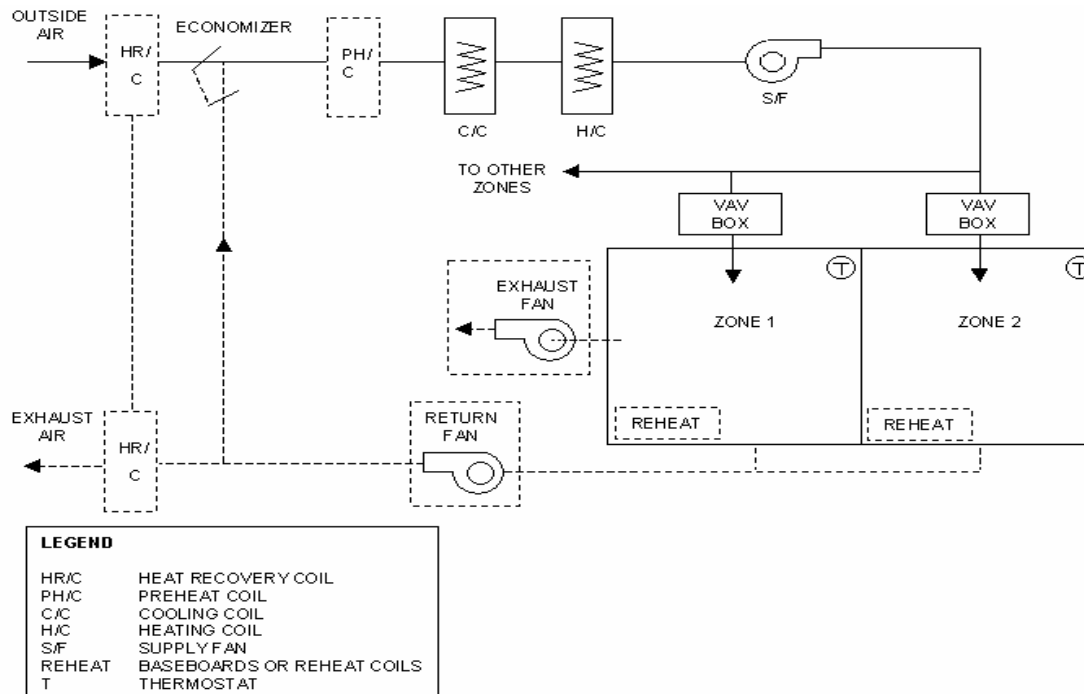 OUTSIDE
AIR
ECONOMIZER
HR/
C
PH/
C
C/C
H/C
S/F
TO OTHER
ZONES
VAV
BOX
VAV
BOX
T
T
EXHAUST
FAN
ZONE 1
ZONE 2
EXHAUST
AIR
HR/
C
RETURN
FAN
REHEAT
REHEAT
LEGEND
HR/C HEAT RECOVERY COIL
PH/C PREHEAT COIL
C/C COOLING COIL
H/C HEATING COIL
S/F SUPPLY FAN
REHEAT BASEBOARDS OR REHEAT COILS
T THERMOSTAT